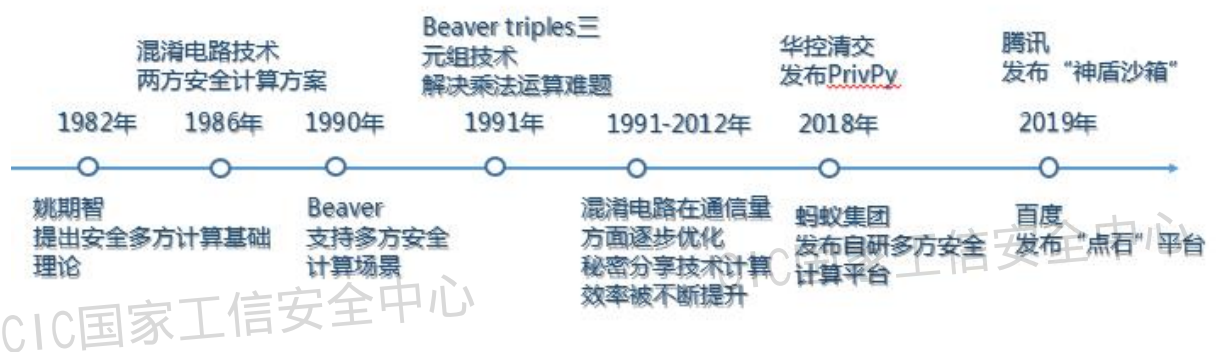 混淆电路技术
两方安全计算方案
Beaver triples三
元组技术
解决乘法运算难题
华控清交
发布PrivPy
腾讯
发布“神盾沙箱”
1982年
1986年
1990年
1991年
1991-2012年
2018年
2019年
姚期智
提出安全多方计算基础
理论
Beaver
支持多方安全
计算场景
混淆电路在通信量
方面逐步优化
秘密分享技术计算
效率被不断提升
蚂蚁集团
发布自研多方安全
计算平台
百度
发布“点石”平台
CIC国家工信安全中心
CIC国家工信安全中心